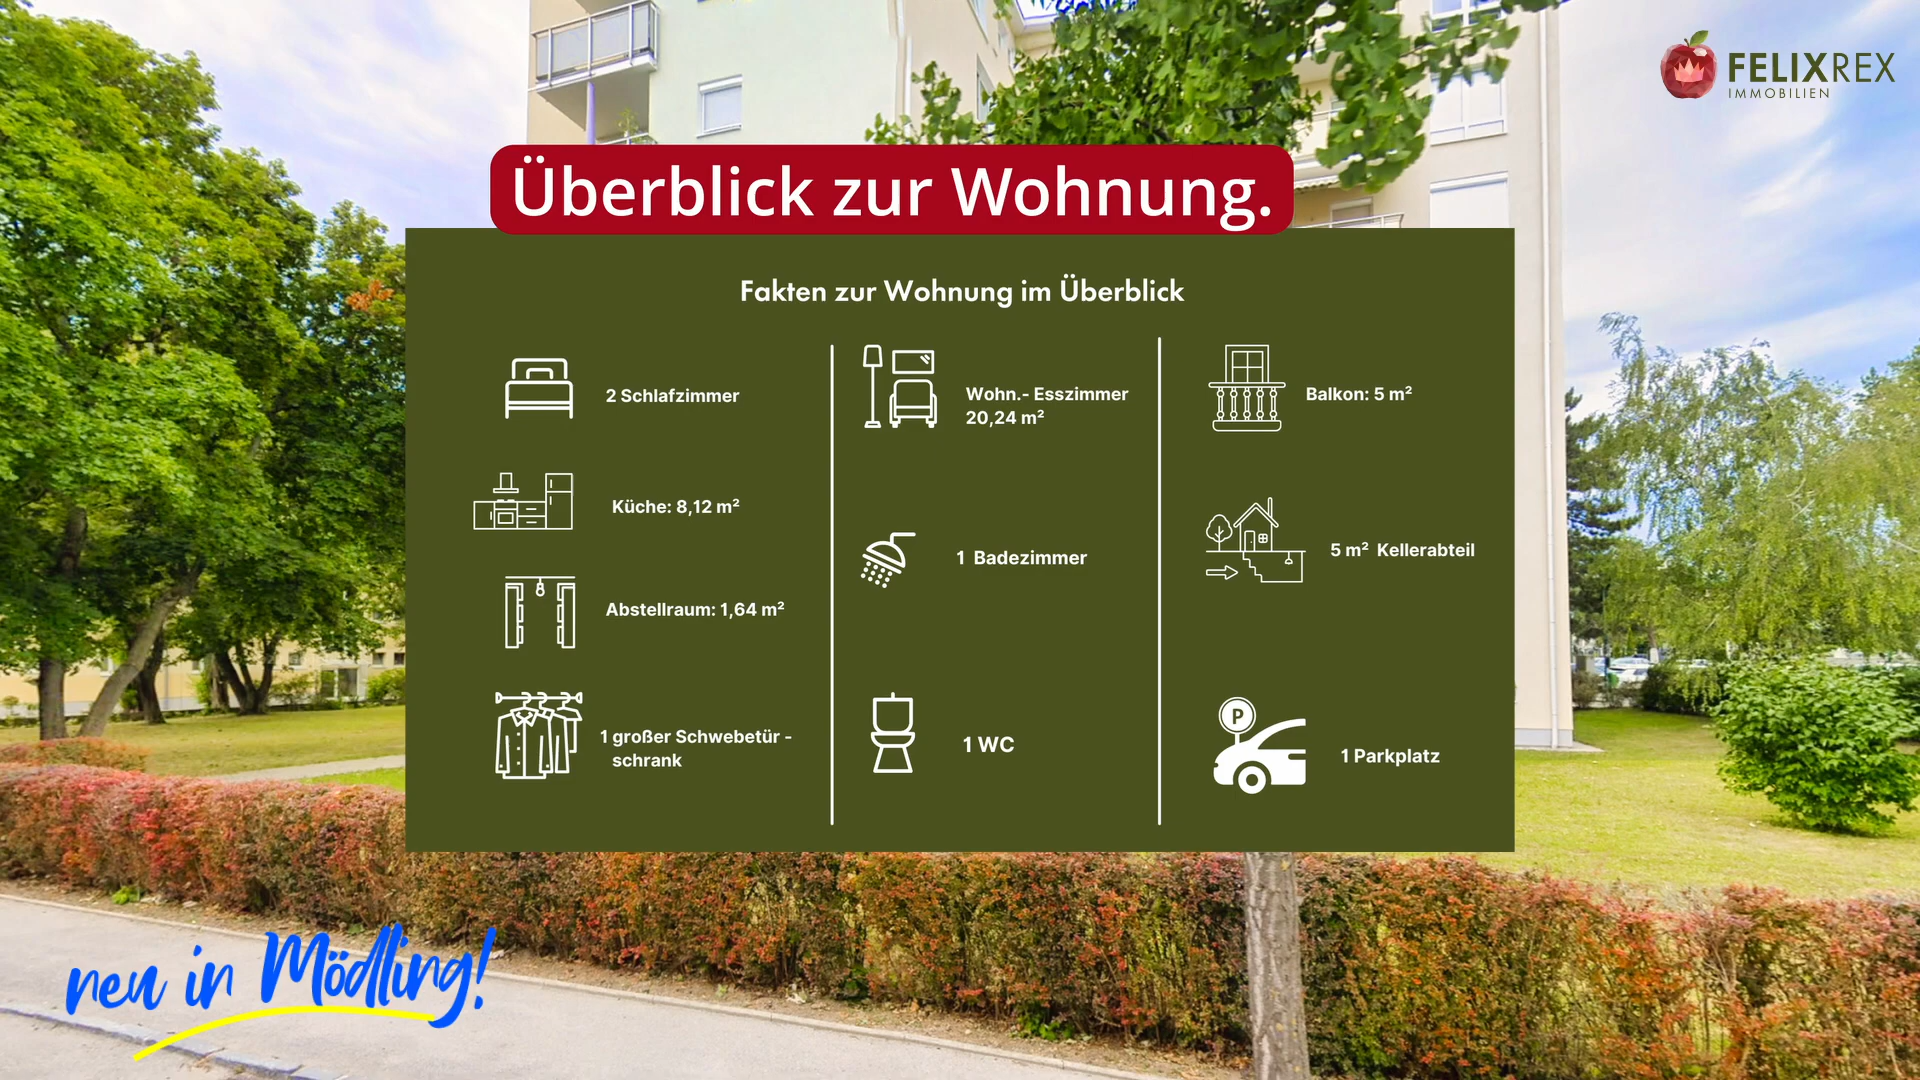 FELIXREX
IMMOBILIEN
Überblick zur Wohnung.
Fakten zur Wohnung im Überblick
2 Schlafzimmer
Küche: 8,12 m²
Abstellraum: 1,64 m²
1 großer Schwebetür -
schrank
Wohn.- Esszimmer
20,24 m²
1 Badezimmer
1 WC
Balkon: 5 m²
5 m² Kellerabteil
P
1 Parkplatz
neu in Mödling!